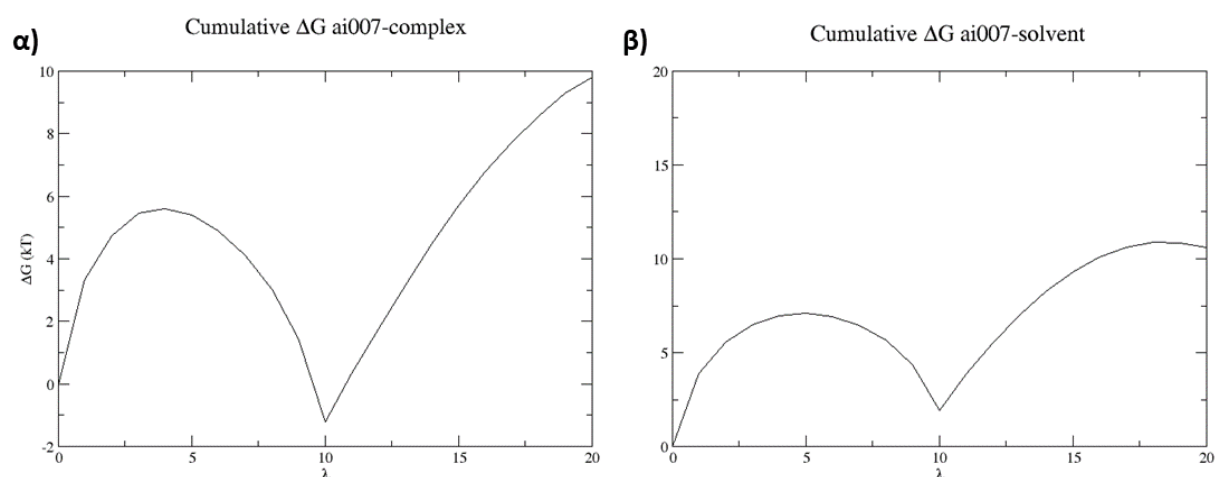 α)
Cumulative ΔG ai007-complex
10
8
6
4
2
0
-2
ΔG (kT)
0 5 10 15 20
λ
β)
Cumulative ΔG ai007-solvent
20
15
10
5
0
0 5 10 15 20
λ